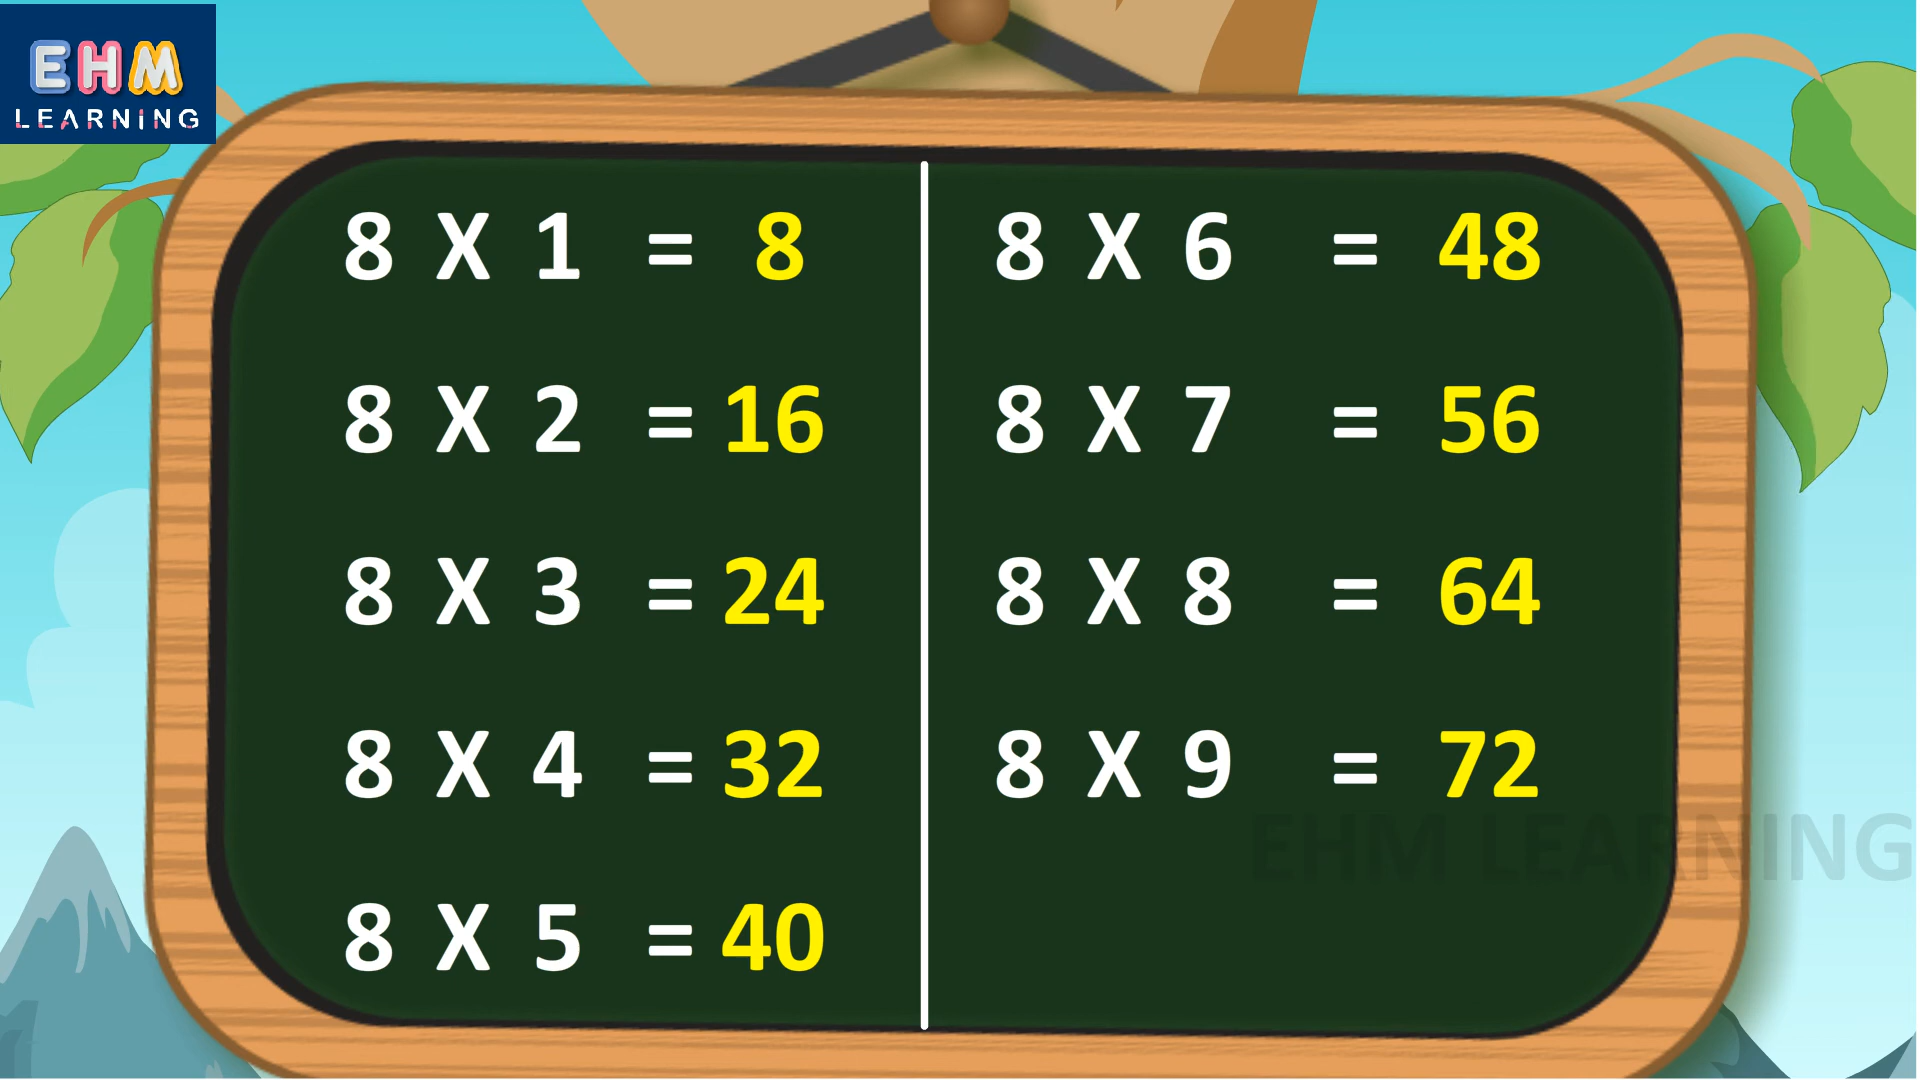 EHM
LEARNING
8 X 1 = 8
8 X 2 = 16
8 X 3 = 24
8 X 4 = 32
8 X 5 = 40
8 X 6 = 48
8 X 7 = 56
8 X 8 = 64
8 X 9 = 72
EHM LEARNING